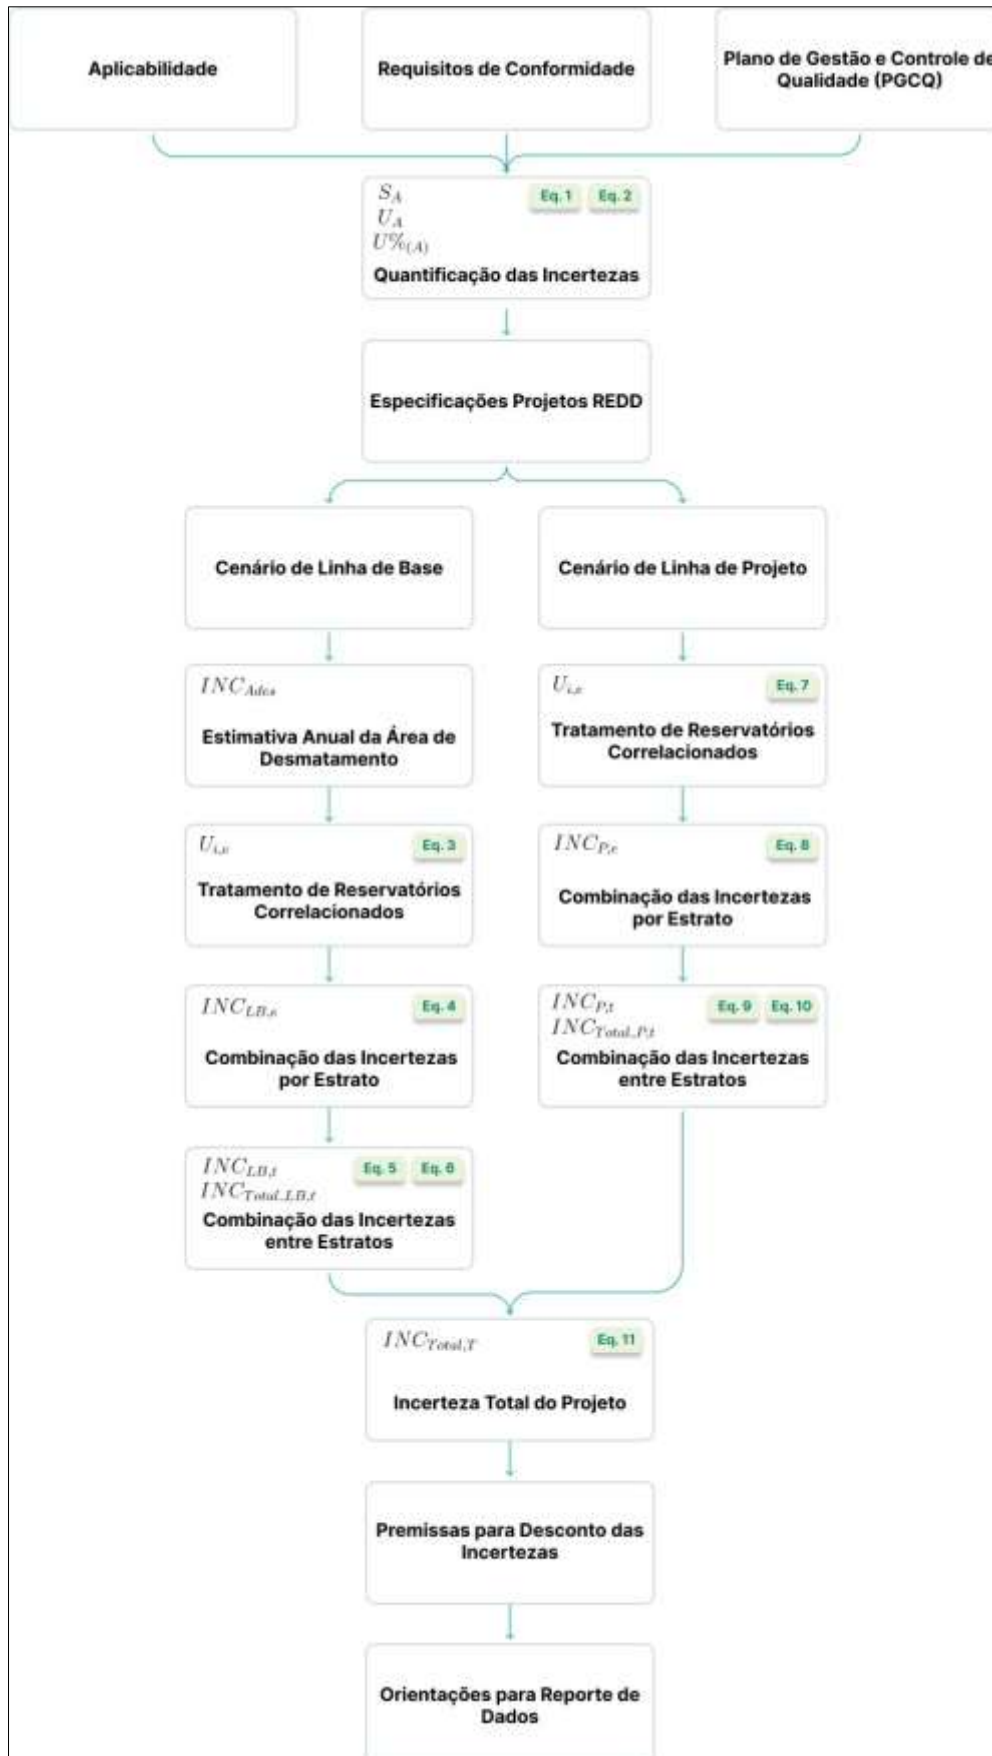 Aplicabilidade
Requisitos de Conformidade
Plano de Gestão e Controle de
Qualidade (PGCQ)
S_A
Eq. 1 Eq. 2
U_A
U%_(A)
Quantificação das Incertezas
Especificações Projetos REDD
Cenário de Linha de Base
Cenário de Linha de Projeto
INC_Ades
Estimativa Anual da Área de
Desmatamento
U_i,e
Eq. 7
Tratamento de Reservatórios
Correlacionados
U_i,e
Eq. 3
Tratamento de Reservatórios
Correlacionados
INC_P,e
Eq. 8
Combinação das Incertezas
por Estrato
INC_LB,e
Eq. 4
Combinação das Incertezas
por Estrato
INC_P,t
Eq. 9 Eq. 10
INC_Total_P,t
Combinação das Incertezas
entre Estratos
INC_LB,t
Eq. 5 Eq. 6
INC_Total_LB,t
Combinação das Incertezas
entre Estratos
INC_Total,T
Eq. 11
Incerteza Total do Projeto
Premissas para Desconto das
Incertezas
Orientações para Reporte de
Dados